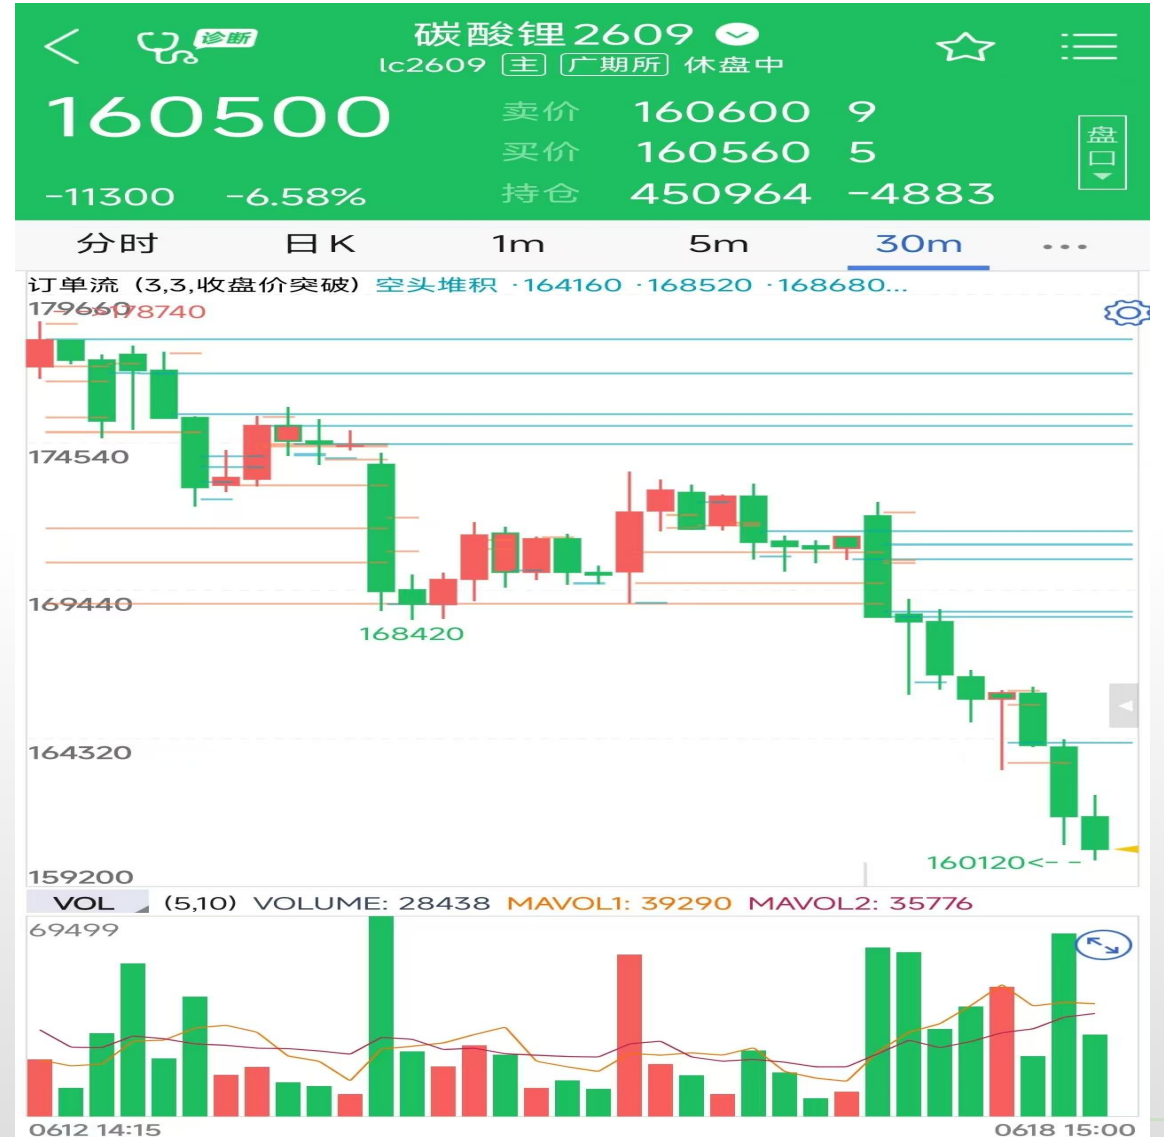 诊断
碳酸锂2609
lc2609 主 广期所 休盘中
160500
卖价 160600 9
买价 160560 5
盘口
-11300 -6.58% 持仓 450964 -4883
分时 日K 1m 5m 30m ...
订单流 (3,3,收盘价突破) 空头堆积 ·164160 ·168520 ·168680...
179660
178740
174540
169440
168420
164320
160120<--
159200
VOL (5,10) VOLUME: 28438 MAVOL1: 39290 MAVOL2: 35776
69499
0612 14:15 0618 15:00